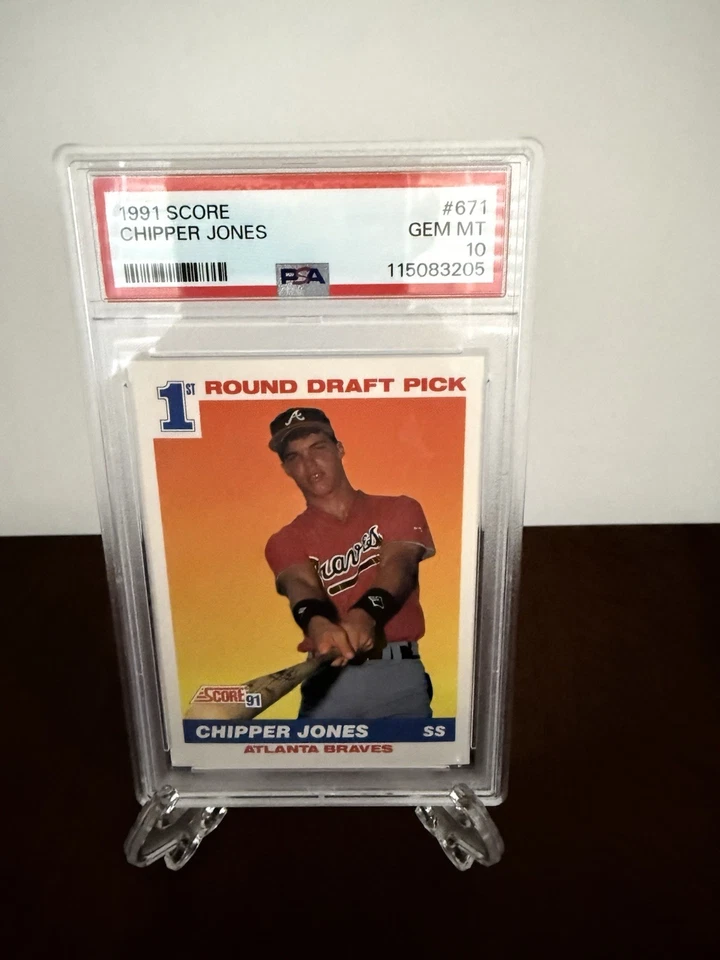 1991 SCORE #671
CHIPPER JONES GEM MT
10
PSA 115083205
1ST ROUND DRAFT PICK
A
Braves
SCORE 91
CHIPPER JONES SS
ATLANTA BRAVES